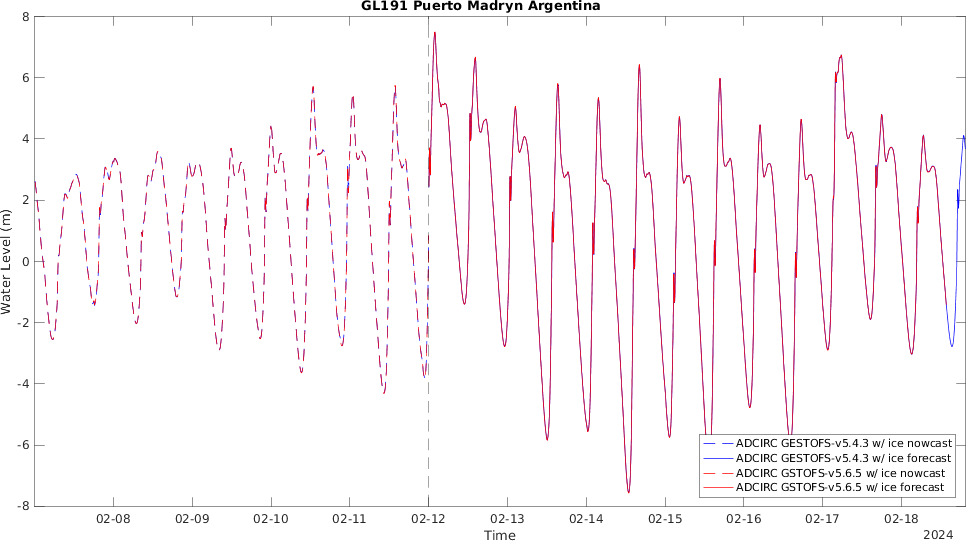 GL191 Puerto Madryn Argentina
8
6
4
2
0
-2
-4
-6
-8
Water Level (m)
ADCIRC GESTOFS-v5.4.3 w/ ice nowcast
ADCIRC GESTOFS-v5.4.3 w/ ice forecast
ADCIRC GSTOFS-v5.6.5 w/ ice nowcast
ADCIRC GSTOFS-v5.6.5 w/ ice forecast
02-08 02-09 02-10 02-11 02-12 02-13 02-14 02-15 02-16 02-17 02-18
Time
2024